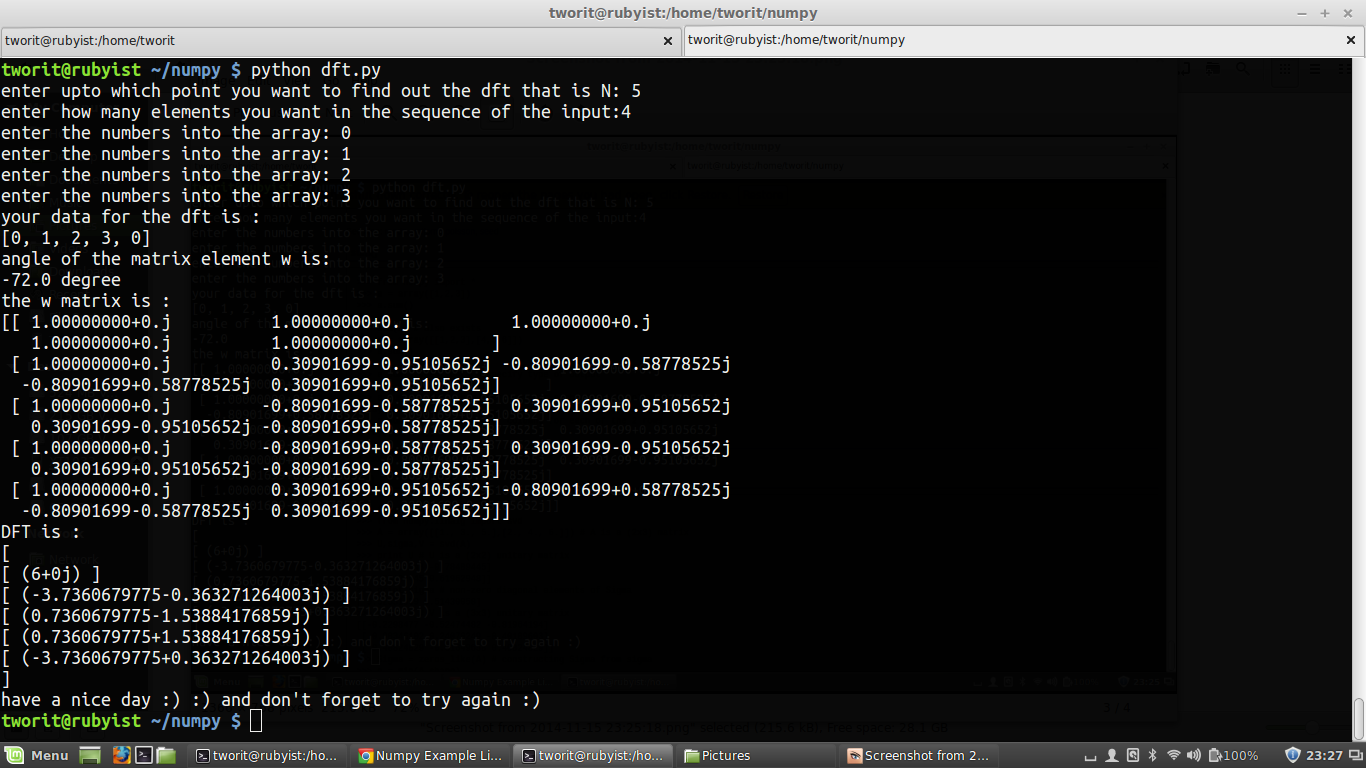 tworit@rubyist:/home/tworit/numpy
tworit@rubyist:/home/tworit
tworit@rubyist:/home/tworit/numpy
tworit@rubyist ~/numpy $ python dft.py
enter upto which point you want to find out the dft that is N: 5
enter how many elements you want in the sequence of the input:4
enter the numbers into the array: 0
enter the numbers into the array: 1
enter the numbers into the array: 2
enter the numbers into the array: 3
your data for the dft is :
[0, 1, 2, 3, 0]
angle of the matrix element w is:
-72.0 degree
the w matrix is :
[[ 1.00000000+0.j          1.00000000+0.j          1.00000000+0.j
   1.00000000+0.j          1.00000000+0.j        ]
 [ 1.00000000+0.j          0.30901699-0.95105652j -0.80901699-0.58778525j
  -0.80901699+0.58778525j  0.30901699+0.95105652j]
 [ 1.00000000+0.j         -0.80901699-0.58778525j  0.30901699+0.95105652j
   0.30901699-0.95105652j -0.80901699+0.58778525j]
 [ 1.00000000+0.j         -0.80901699+0.58778525j  0.30901699-0.95105652j
   0.30901699+0.95105652j -0.80901699-0.58778525j]
 [ 1.00000000+0.j          0.30901699+0.95105652j -0.80901699+0.58778525j
  -0.80901699-0.58778525j  0.30901699-0.95105652j]]
DFT is :
[
[ (6+0j) ]
[ (-3.7360679775-0.363271264003j) ]
[ (0.7360679775-1.53884176859j) ]
[ (0.7360679775+1.53884176859j) ]
[ (-3.7360679775+0.363271264003j) ]
]
have a nice day :) :) and don't forget to try again :)
tworit@rubyist ~/numpy $
Menu tworit@rubyist:/ho... Numpy Example Li... tworit@rubyist:/ho... Pictures Screenshot from 2... 100% 23:27